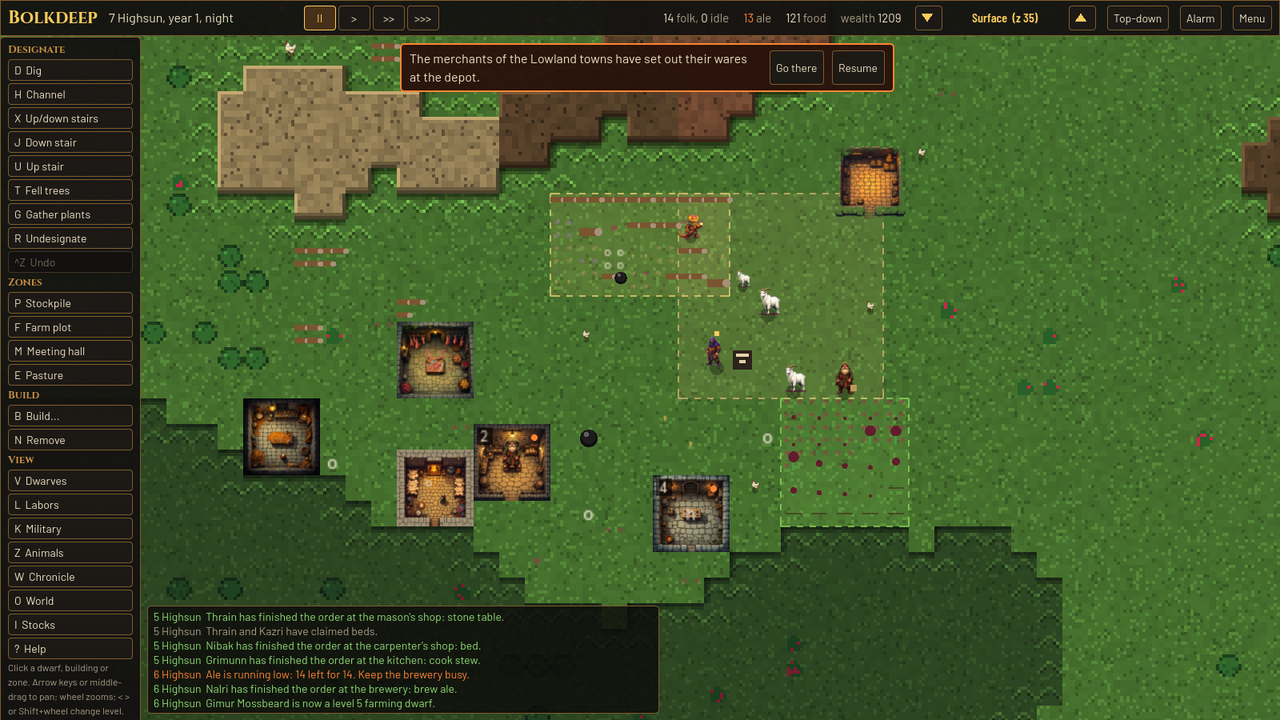 BOLKDEEP 7 Highsun, year 1, night II > >> >>> 14 folk, 0 idle 13 ale 121 food wealth 1209 Surface (z 35) Top-down Alarm Menu
The merchants of the Lowland towns have set out their wares
at the depot.
Go there Resume
DESIGNATE
D Dig
H Channel
X Up/down stairs
J Down stair
U Up stair
T Fell trees
G Gather plants
R Undesignate
^Z Undo
ZONES
P Stockpile
F Farm plot
M Meeting hall
E Pasture
BUILD
B Build...
N Remove
VIEW
V Dwarves
L Labors
K Military
Z Animals
W Chronicle
O World
I Stocks
? Help
Click a dwarf, building or
zone. Arrow keys or middle-
drag to pan; wheel zooms; < >
or Shift+wheel change level.
2
4
5 Highsun Thrain has finished the order at the mason's shop: stone table.
5 Highsun Thrain and Kazri have claimed beds.
5 Highsun Nibak has finished the order at the carpenter's shop: bed.
5 Highsun Grimunn has finished the order at the kitchen: cook stew.
6 Highsun Ale is running low: 14 left for 14. Keep the brewery busy.
6 Highsun Nalri has finished the order at the brewery: brew ale.
6 Highsun Gimur Mossbeard is now a level 5 farming dwarf.